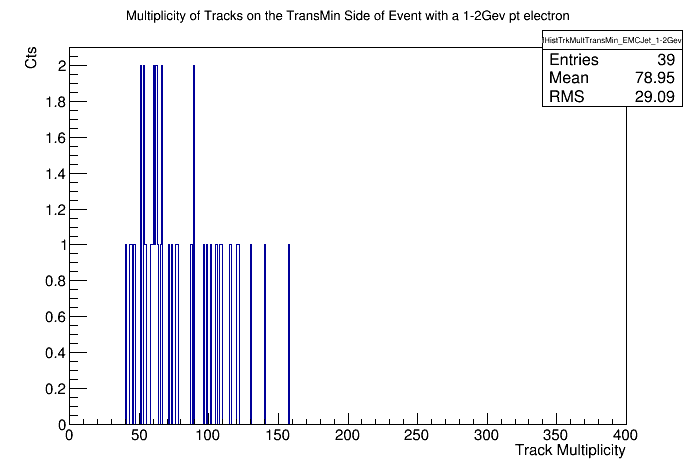 Multiplicity of Tracks on the TransMin Side of Event with a 1-2Gev pt electron
HistTrkMultTransMin_EMCJet_1-2Gev
Entries 39
Mean 78.95
RMS 29.09
Cts
2
1.8
1.6
1.4
1.2
1
0.8
0.6
0.4
0.2
0
0 50 100 150 200 250 300 350 400
Track Multiplicity